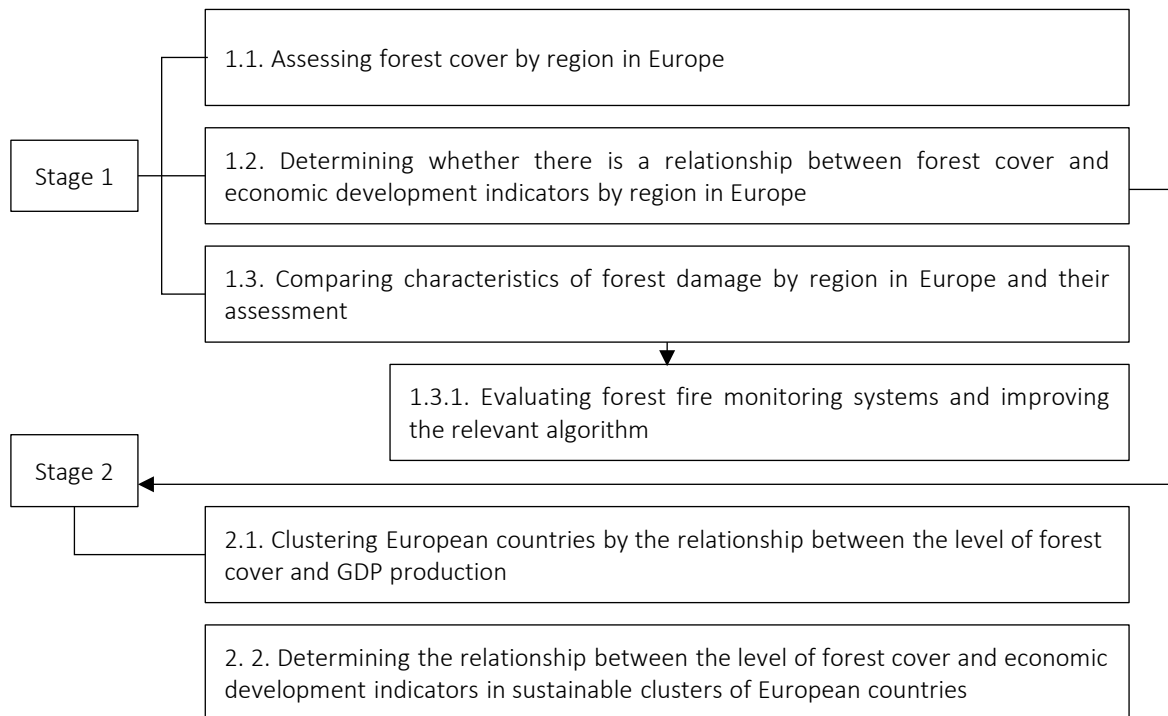 1.1. Assessing forest cover by region in Europe
Stage 1
1.2. Determining whether there is a relationship between forest cover and
economic development indicators by region in Europe
1.3. Comparing characteristics of forest damage by region in Europe and their
assessment
1.3.1. Evaluating forest fire monitoring systems and improving
the relevant algorithm
Stage 2
2.1. Clustering European countries by the relationship between the level of forest
cover and GDP production
2. 2. Determining the relationship between the level of forest cover and economic
development indicators in sustainable clusters of European countries